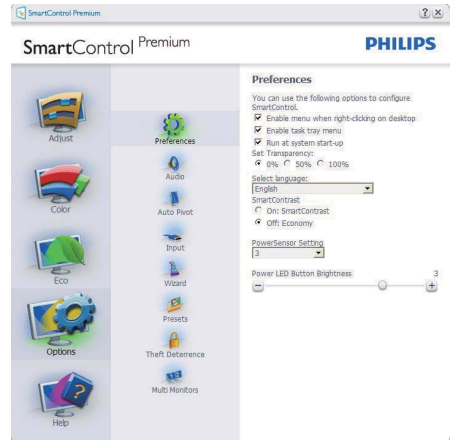 SmartControl Premium
SmartControl Premium
PHILIPS
Adjust
Color
Eco
Options
Help
Preferences
Audio
Auto Pivot
Input
Wizard
Presets
Theft Deterrence
Multi Monitors
Preferences
You can use the following options to configure
SmartControl.
Enable menu when right-clicking on desktop
Enable task tray menu
Run at system start-up
Set Transparency:
0% 50% 100%
Select language:
English
SmartContrast
On: SmartContrast
Off: Economy
PowerSensor Setting
3
Power LED Button Brightness 3